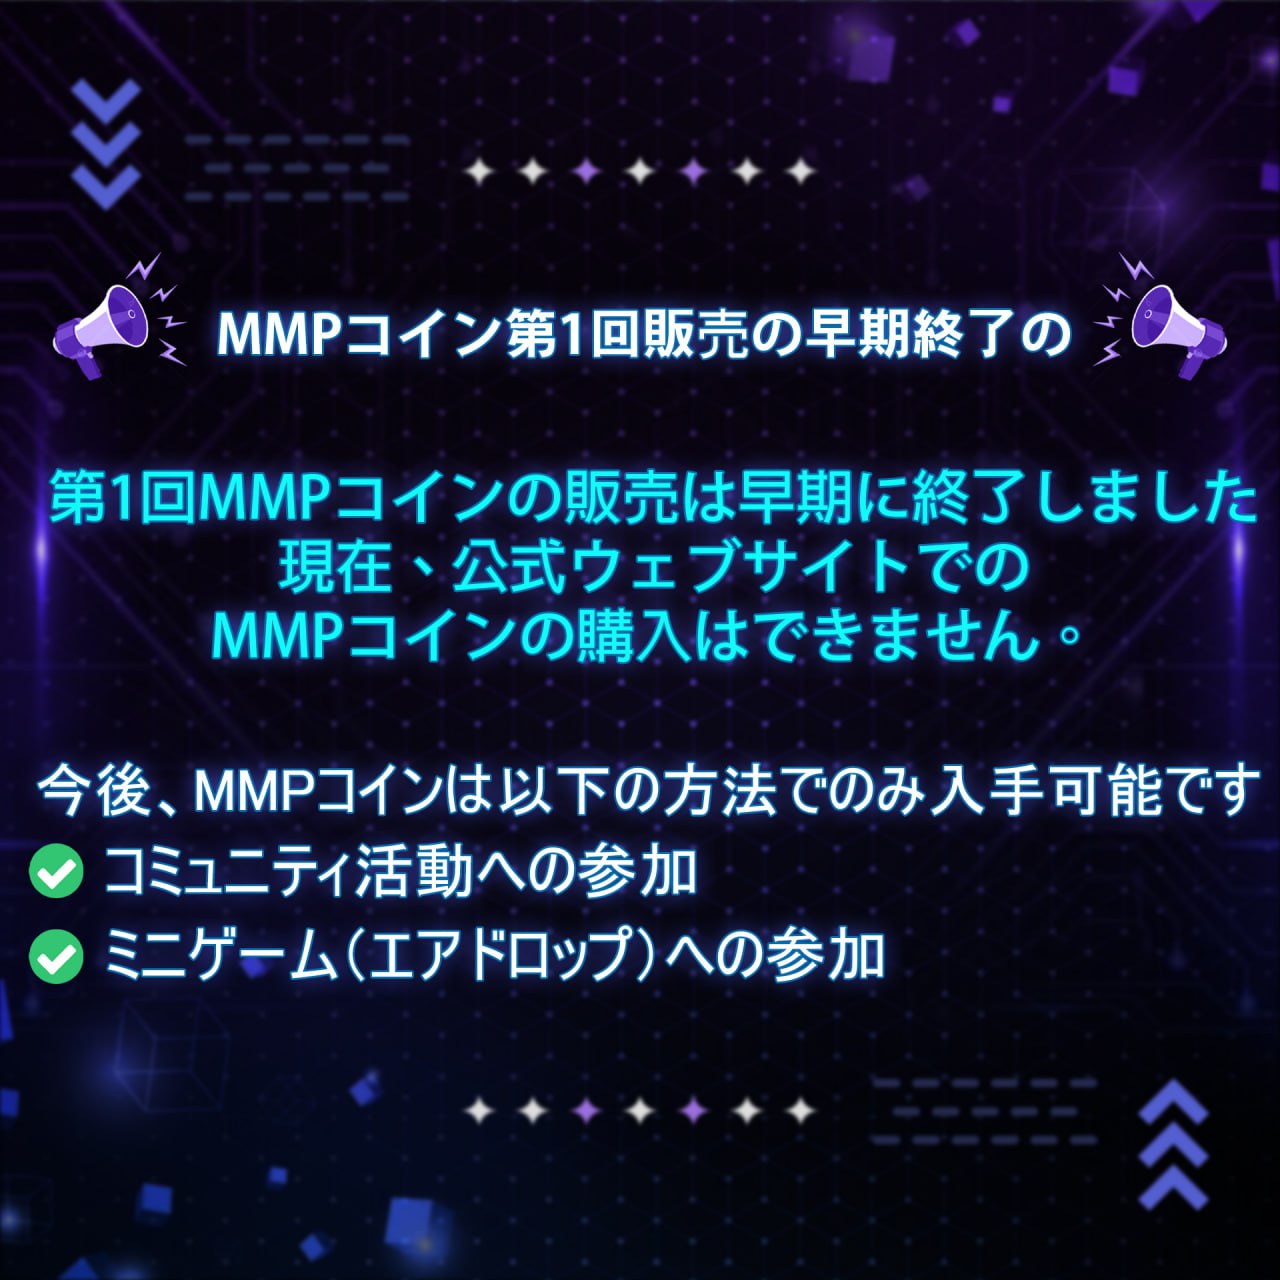 MMPコイン第1回販売の早期終了の
第1回MMPコインの販売は早期に終了しました
現在、公式ウェブサイトでの
MMPコインの購入はできません。
今後、MMPコインは以下の方法でのみ入手可能です
コミュニティ活動への参加
ミニゲーム（エアドロップ）への参加